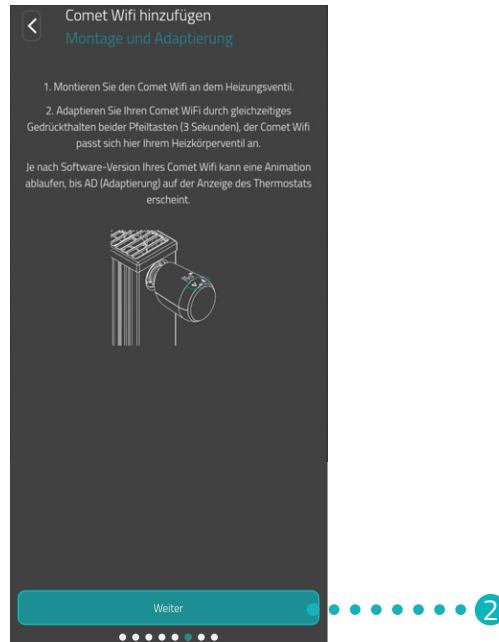 Comet Wifi hinzufügen
Montage und Adaptierung
1. Montieren Sie den Comet Wifi an dem Heizungsventil.
2. Adaptieren Sie Ihren Comet WiFi durch gleichzeitiges
Gedrückthalten beider Pfeiltasten (3 Sekunden), der Comet Wifi
passt sich hier Ihrem Heizkörperventil an.
Je nach Software-Version Ihres Comet Wifi kann eine Animation
ablaufen, bis AD (Adaptierung) auf der Anzeige des Thermostats
erscheint.
Weiter
2